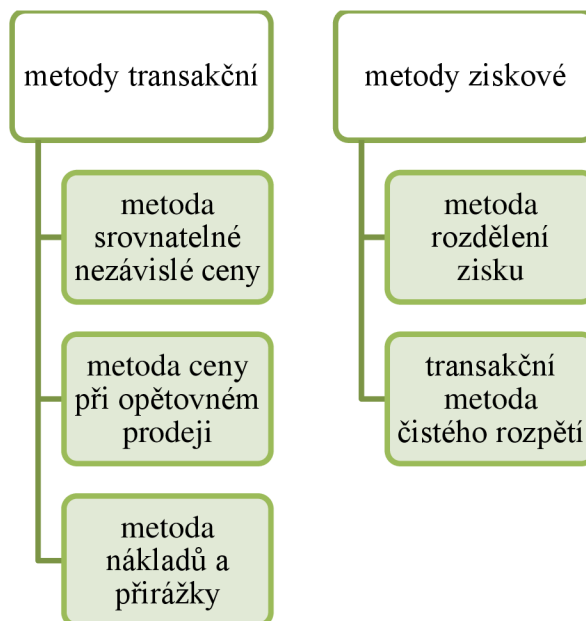 metody transakční
metoda
srovnatelné
nezávislé ceny
metoda ceny
při opětovném
prodeji
metoda
nákladů a
přirážky
metody ziskové
metoda
rozdělení
zisku
transakční
metoda
čistého rozpětí